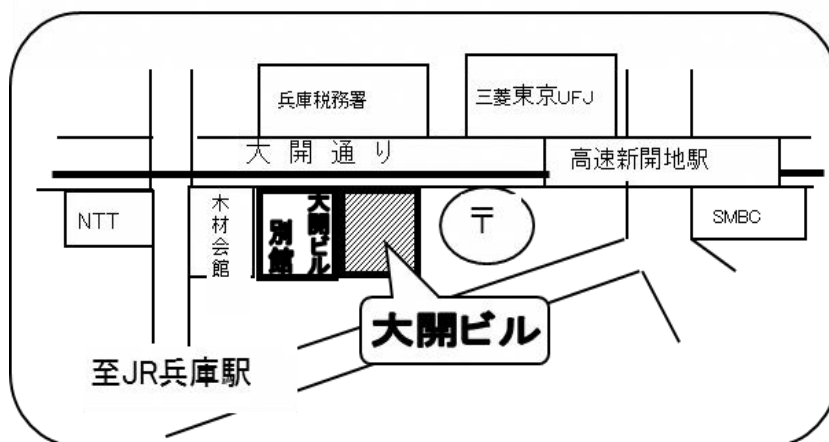 兵庫税務署
三菱東京UFJ
大開通り
高速新開地駅
NTT
木材会館
大開ビル
別館
〒
SMBC
大開ビル
至JR兵庫駅